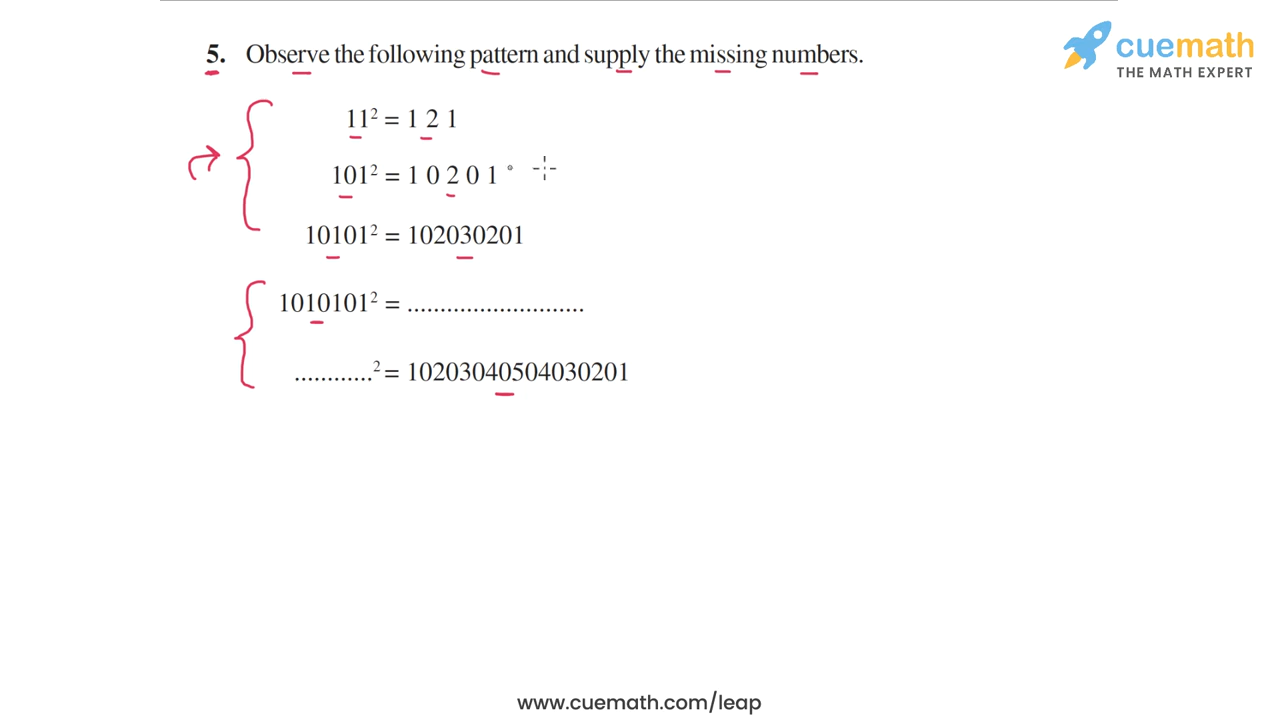 5. Observe the following pattern and supply the missing numbers.
cuemath
THE MATH EXPERT
11² = 1 2 1
101² = 1 0 2 0 1
10101² = 102030201
1010101² = ...........................
............² = 10203040504030201
www.cuemath.com/leap